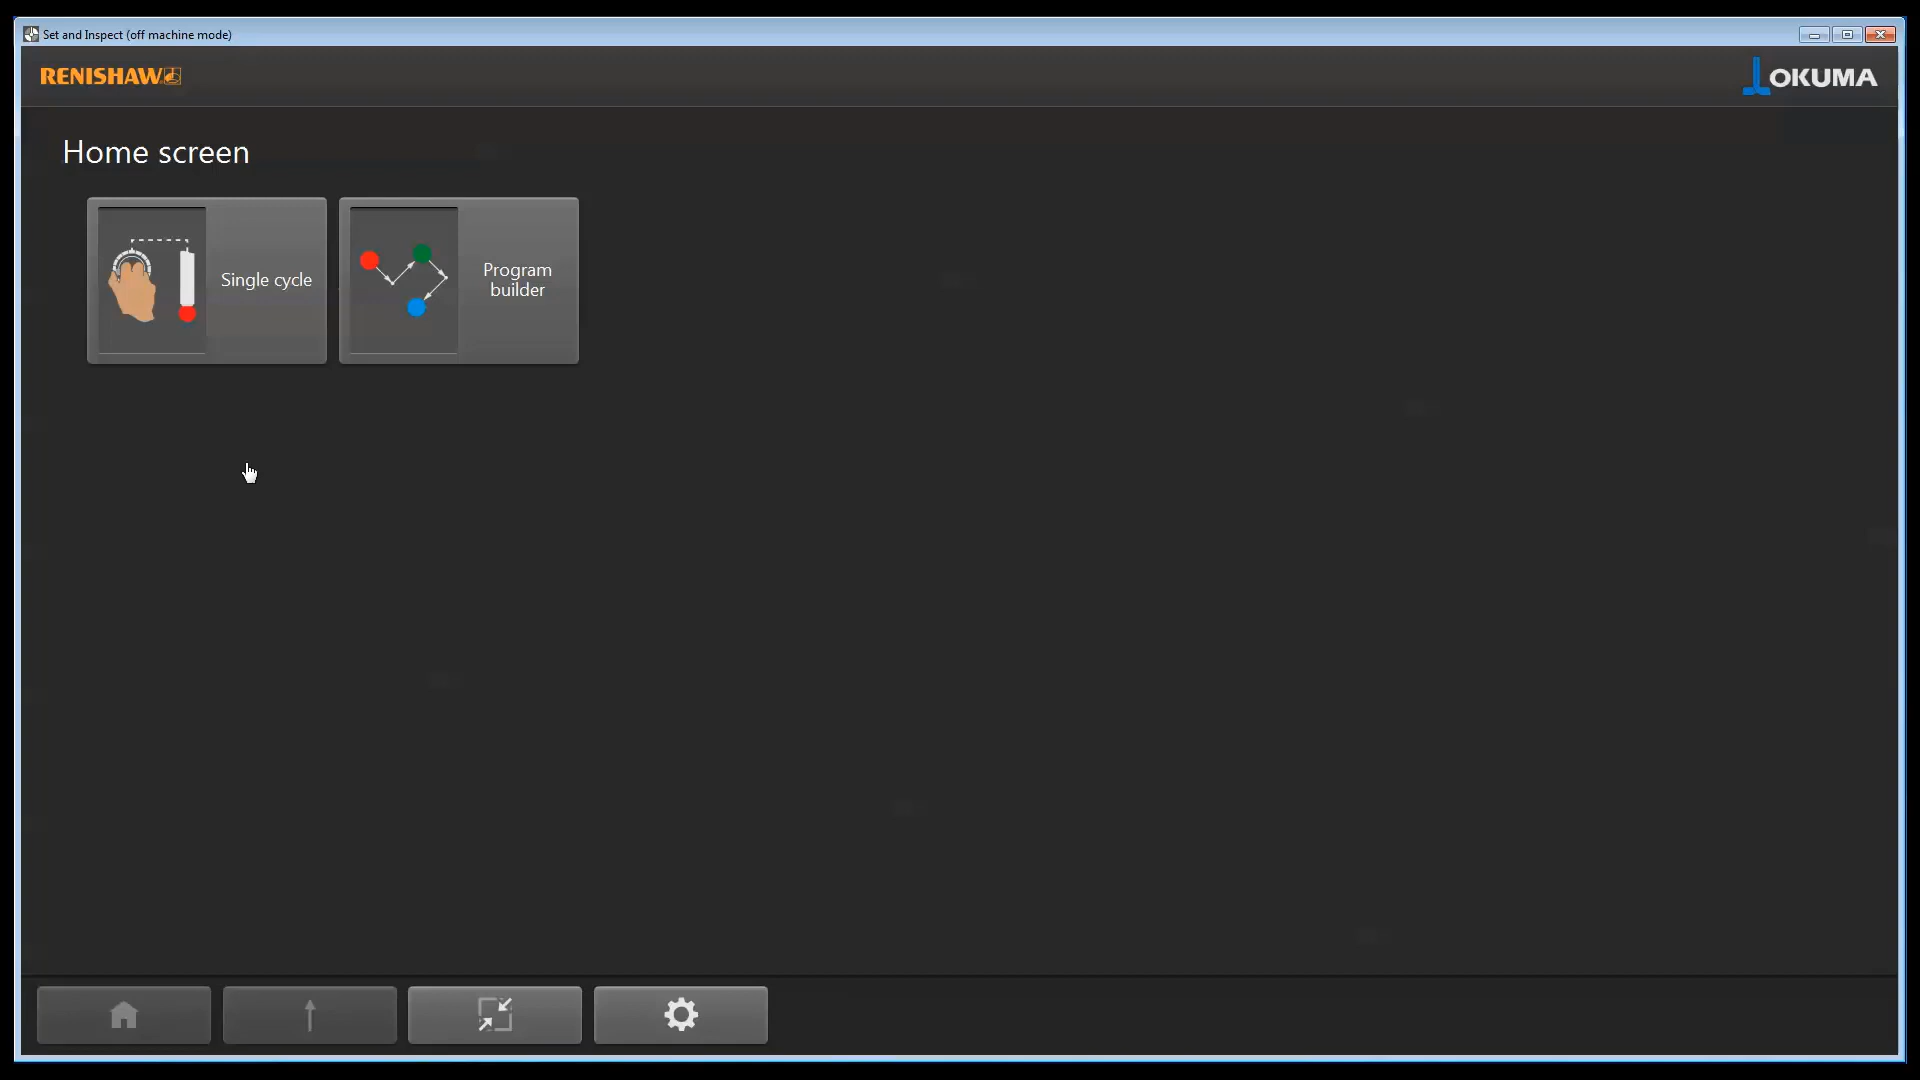 Set and Inspect (off machine mode)
RENISHAW
OKUMA
Home screen
Single cycle
Program
builder